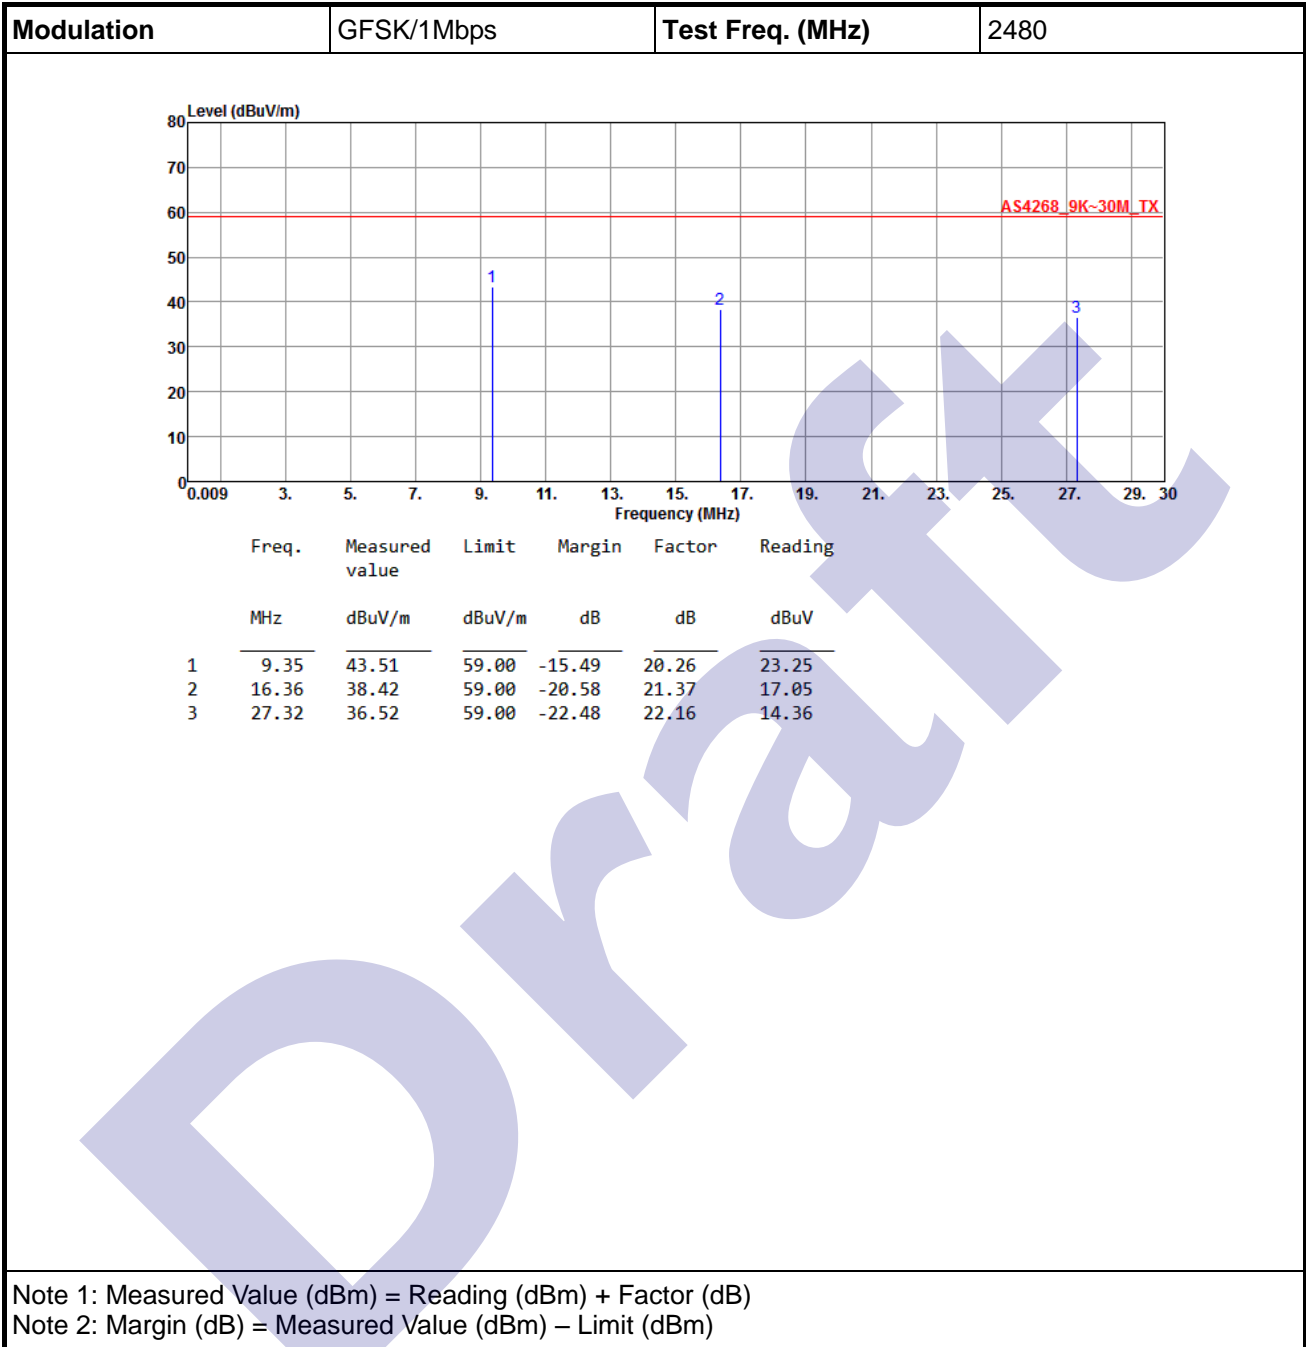 Modulation GFSK/1Mbps Test Freq. (MHz) 2480
Level (dBuV/m)
80
70
AS4268_9K~30M_TX
60
50
1
40
2
3
30
20
10
0
0.009 3. 5. 7. 9. 11. 13. 15. 17. 19. 21. 23. 25. 27. 29. 30
Frequency (MHz)
Freq. Measured Limit Margin Factor Reading
value
MHz dBuV/m dBuV/m dB dB dBuV
1 9.35 43.51 59.00 -15.49 20.26 23.25
2 16.36 38.42 59.00 -20.58 21.37 17.05
3 27.32 36.52 59.00 -22.48 22.16 14.36
Draft
Note 1: Measured Value (dBm) = Reading (dBm) + Factor (dB)
Note 2: Margin (dB) = Measured Value (dBm) – Limit (dBm)